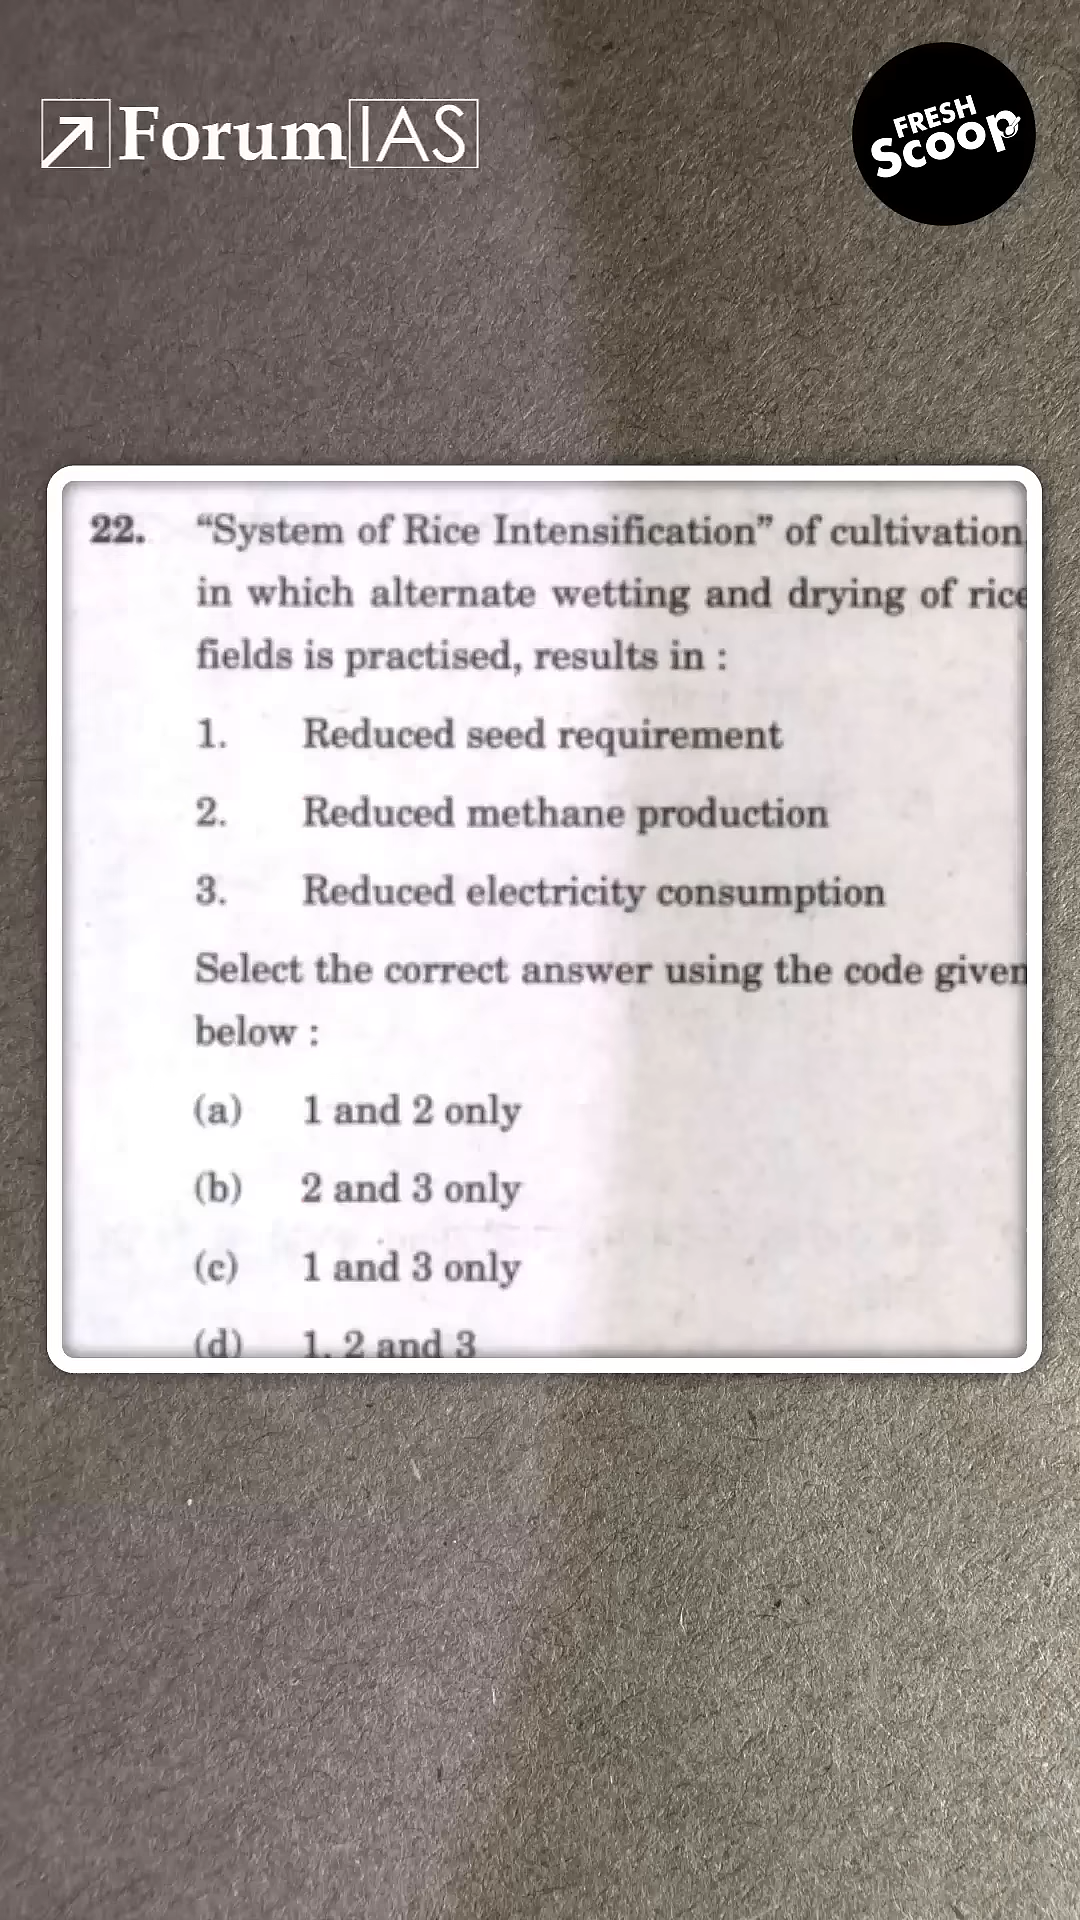 ForumIAS
FRESH
Scoop
22. "System of Rice Intensification" of cultivation,
in which alternate wetting and drying of rice
fields is practised, results in :
1. Reduced seed requirement
2. Reduced methane production
3. Reduced electricity consumption
Select the correct answer using the code given
below :
(a) 1 and 2 only
(b) 2 and 3 only
(c) 1 and 3 only
(d) 1, 2 and 3